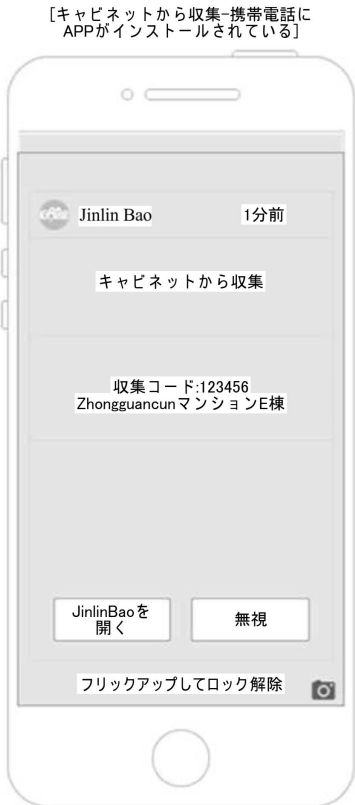 [キャビネットから収集-携帯電話に
APPがインストールされている]
Jinlin Bao 1分前
キャビネットから収集
収集コード:123456
ZhongguancunマンションE棟
JinlinBaoを
開く
無視
フリックアップしてロック解除